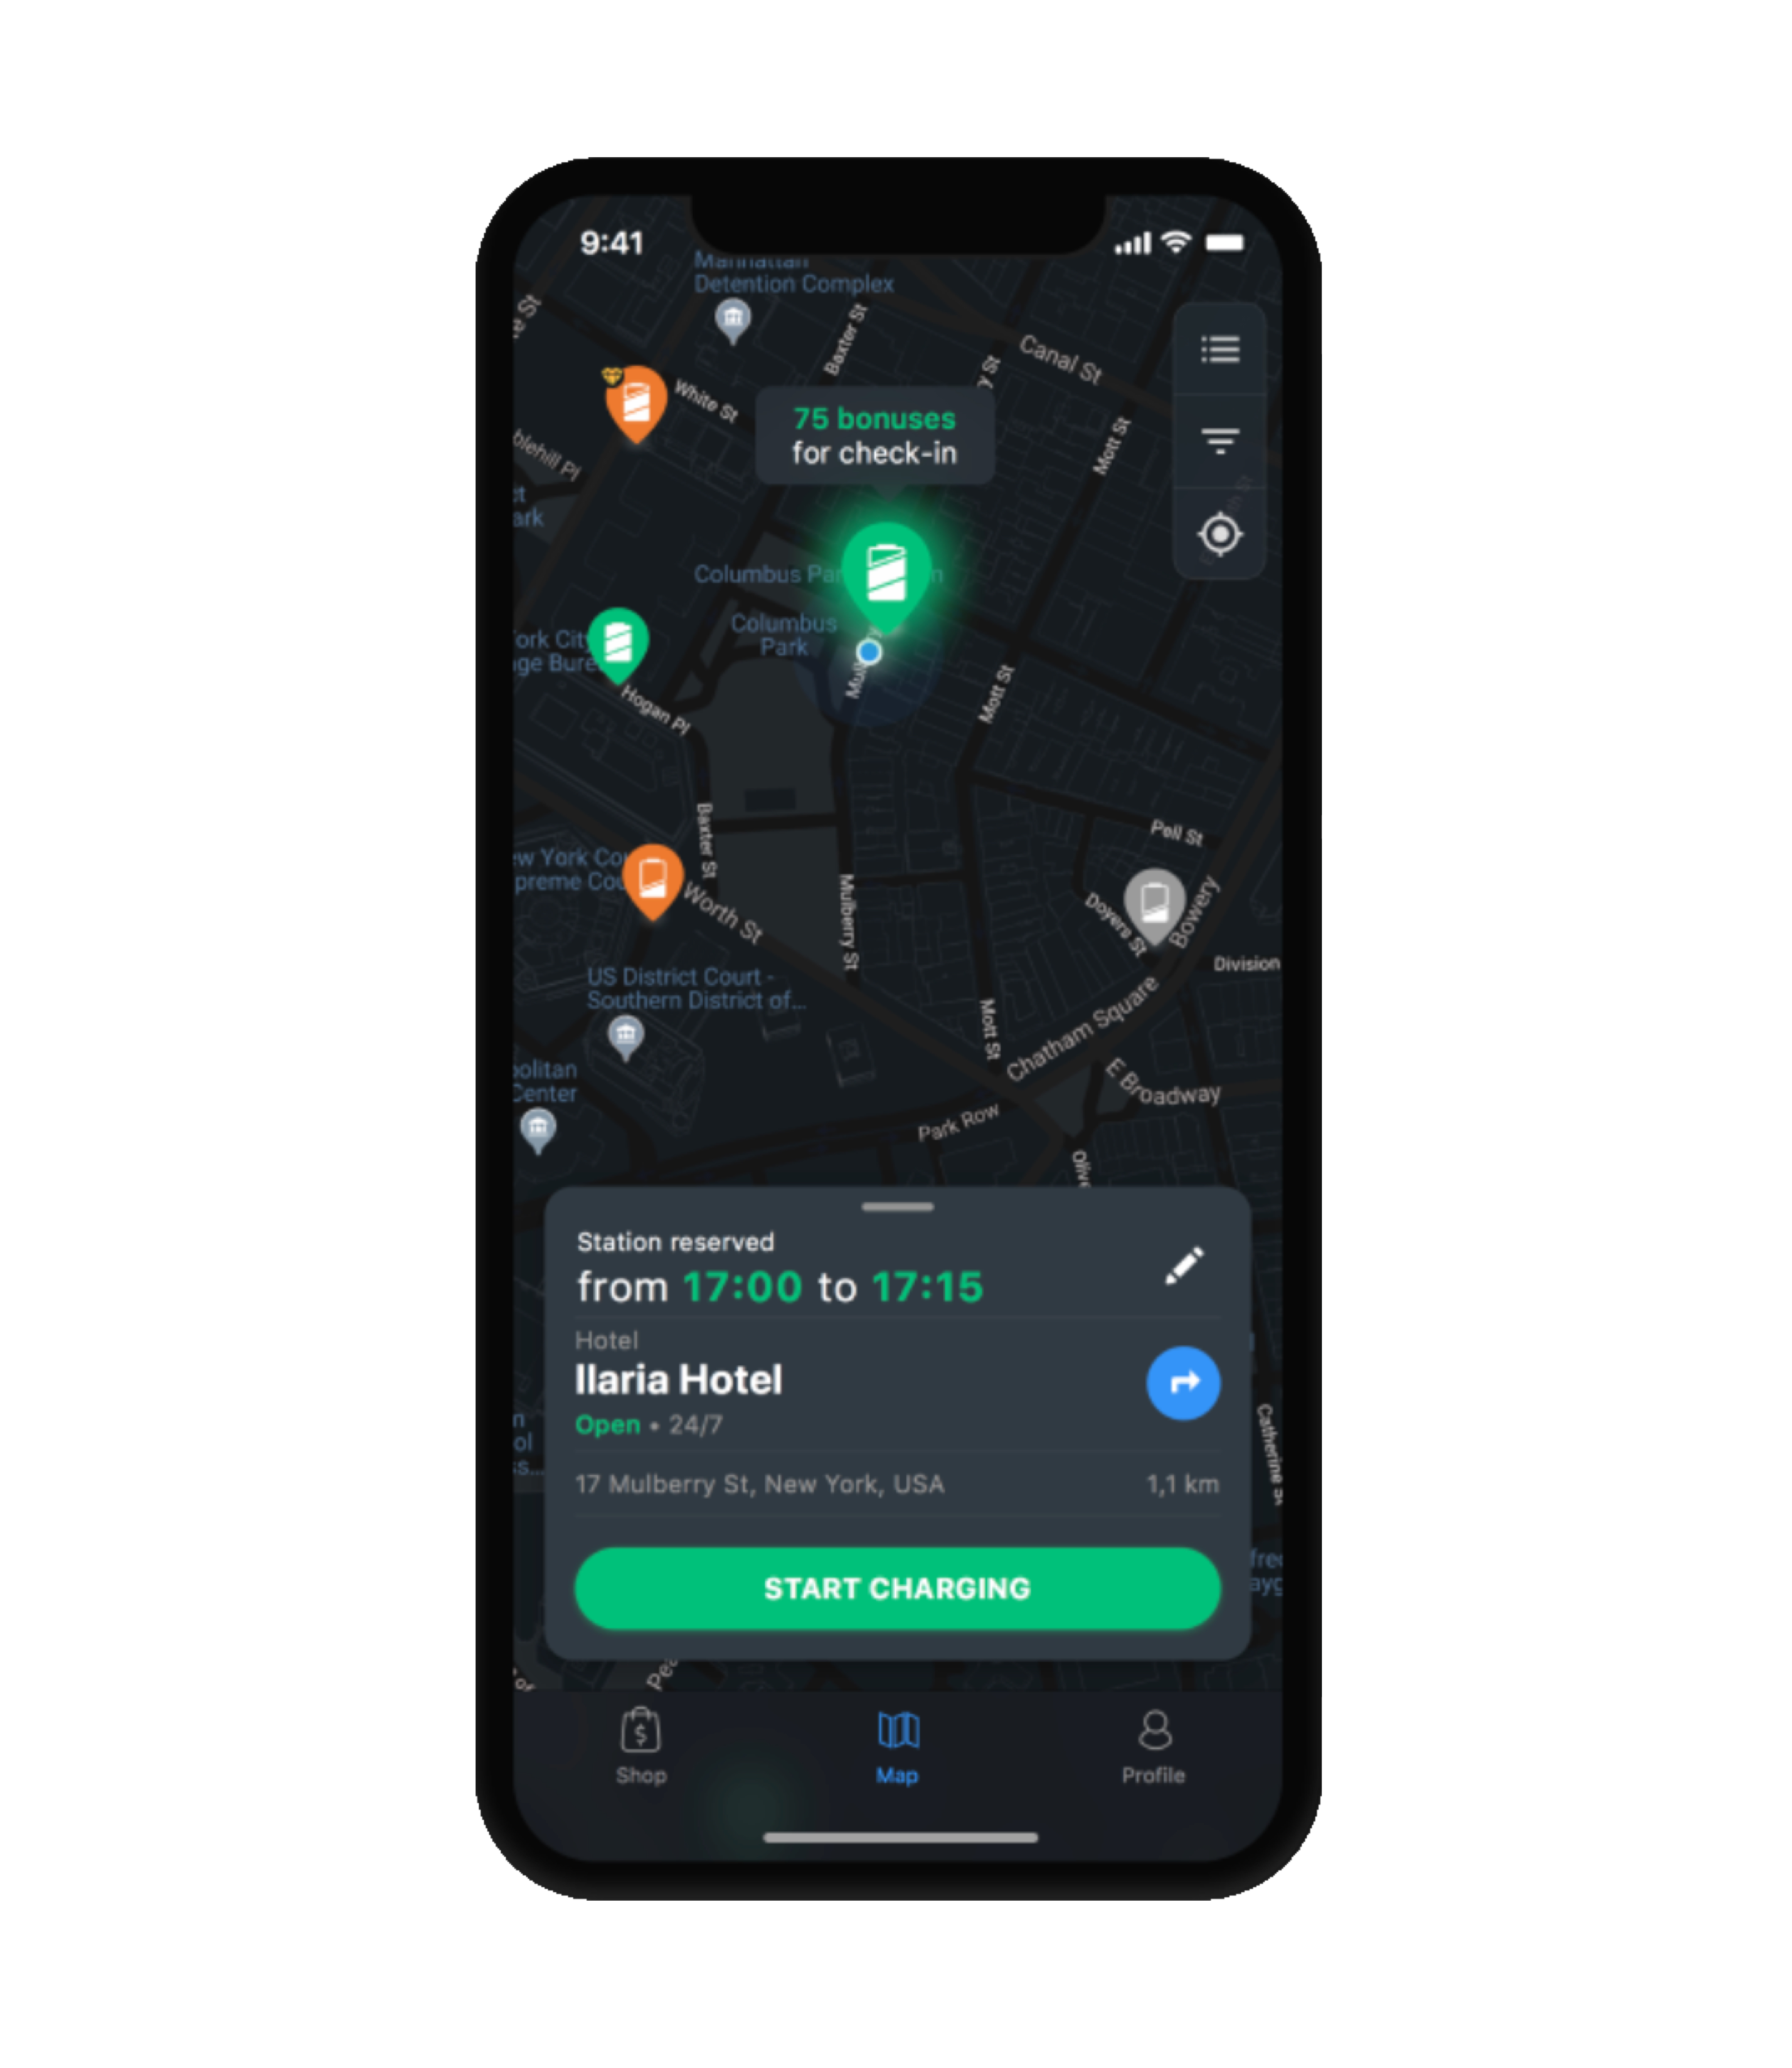 9:41
Manhattan
Detention Complex
Baxter St
Canal St
White St
75 bonuses
for check-in
Mott St
Columbus
Columbus
Park
Hogan Pl
Mott St
Baxter St
Pell St
Worth St
Mulberry St
Doyers St
Bowery
Division
US District Court -
Southern District of...
Mott St
Chatham Square
E Broadway
Center
Park Row
Station reserved
from 17:00 to 17:15
Hotel
Ilaria Hotel
Open • 24/7
17 Mulberry St, New York, USA
1,1 km
START CHARGING
Catherine
Shop
Map
Profile